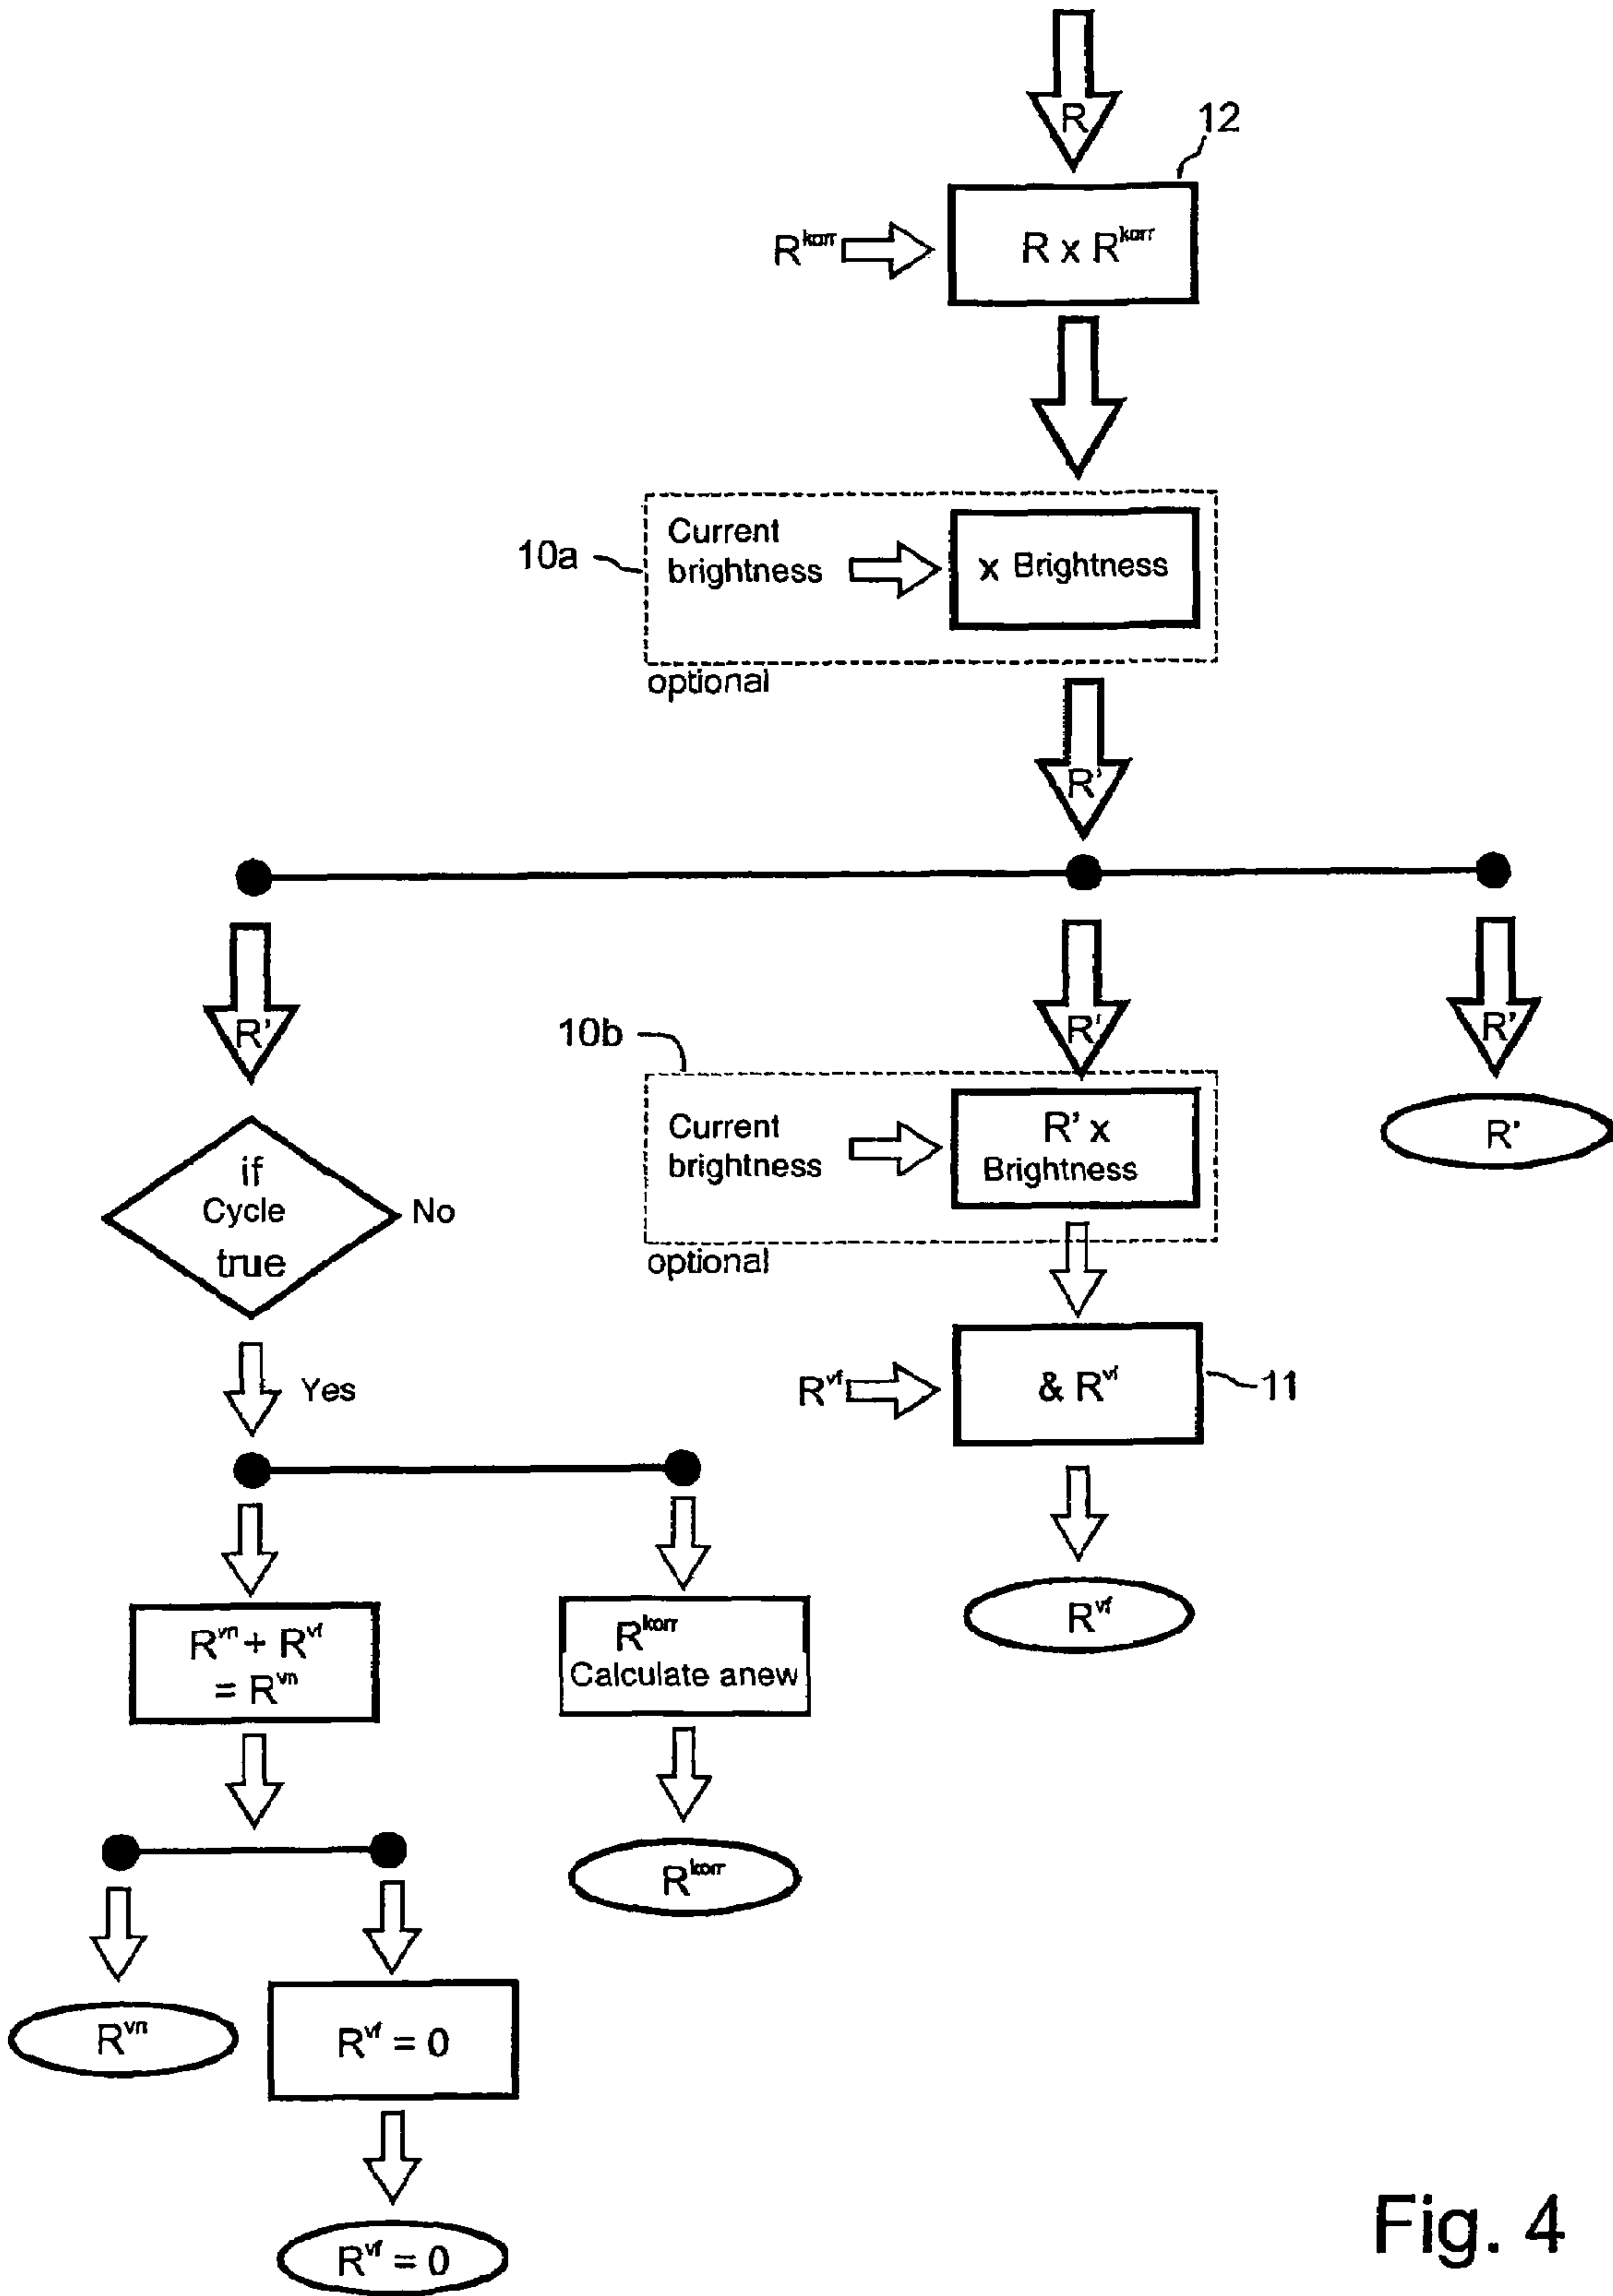 R
12
R^korr
R x R^korr
10a
Current
brightness
x Brightness
optional
R'
R'
R'
R'
10b
Current
brightness
R' x
Brightness
optional
R'
if
Cycle
true
No
Yes
R^vf
& R^vf
11
R^vf
R^vn + R^vf
= R^vn
R^korr
Calculate anew
R^korr
R^vn
R^vf = 0
R^vf = 0
Fig. 4